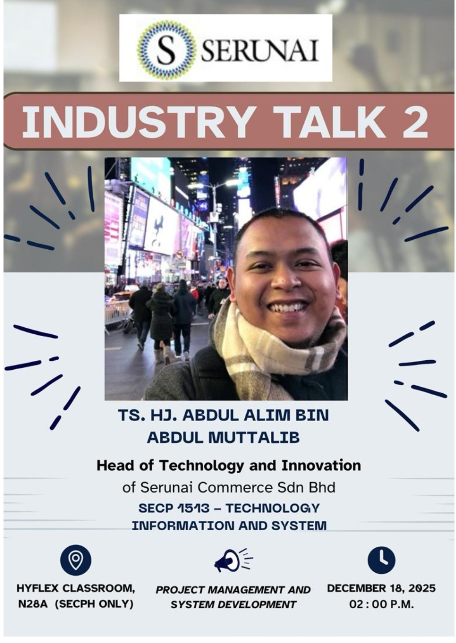 S SERUNAI
INDUSTRY TALK 2
TS. HJ. ABDUL ALIM BIN
ABDUL MUTTALIB
Head of Technology and Innovation
of Serunai Commerce Sdn Bhd
SECP 1513 – TECHNOLOGY
INFORMATION AND SYSTEM
HYFLEX CLASSROOM,
N28A (SECPH ONLY)
PROJECT MANAGEMENT AND
SYSTEM DEVELOPMENT
DECEMBER 18, 2025
02 : 00 P.M.